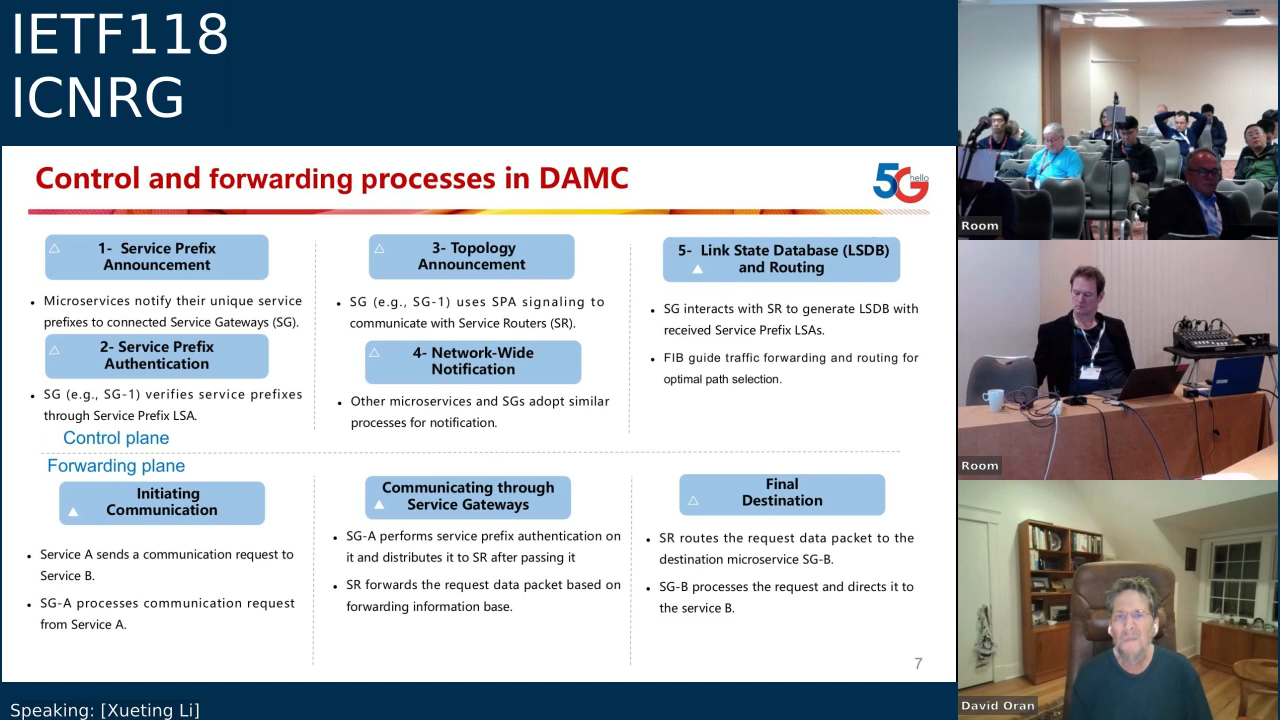 IETF118
ICNRG
Control and forwarding processes in DAMC
5G
hello
1- Service Prefix
Announcement
Microservices notify their unique service
prefixes to connected Service Gateways (SG).
2- Service Prefix
Authentication
SG (e.g., SG-1) verifies service prefixes
through Service Prefix LSA.
3- Topology
Announcement
SG (e.g., SG-1) uses SPA signaling to
communicate with Service Routers (SR).
4- Network-Wide
Notification
Other microservices and SGs adopt similar
processes for notification.
5- Link State Database (LSDB)
and Routing
SG interacts with SR to generate LSDB with
received Service Prefix LSAs.
FIB guide traffic forwarding and routing for
optimal path selection.
Control plane
Forwarding plane
Initiating
Communication
Service A sends a communication request to
Service B.
SG-A processes communication request
from Service A.
Communicating through
Service Gateways
SG-A performs service prefix authentication on
it and distributes it to SR after passing it
SR forwards the request data packet based on
forwarding information base.
Final
Destination
SR routes the request data packet to the
destination microservice SG-B.
SG-B processes the request and directs it to
the service B.
7
Speaking: [Xueting Li]
Room
Room
David Oran